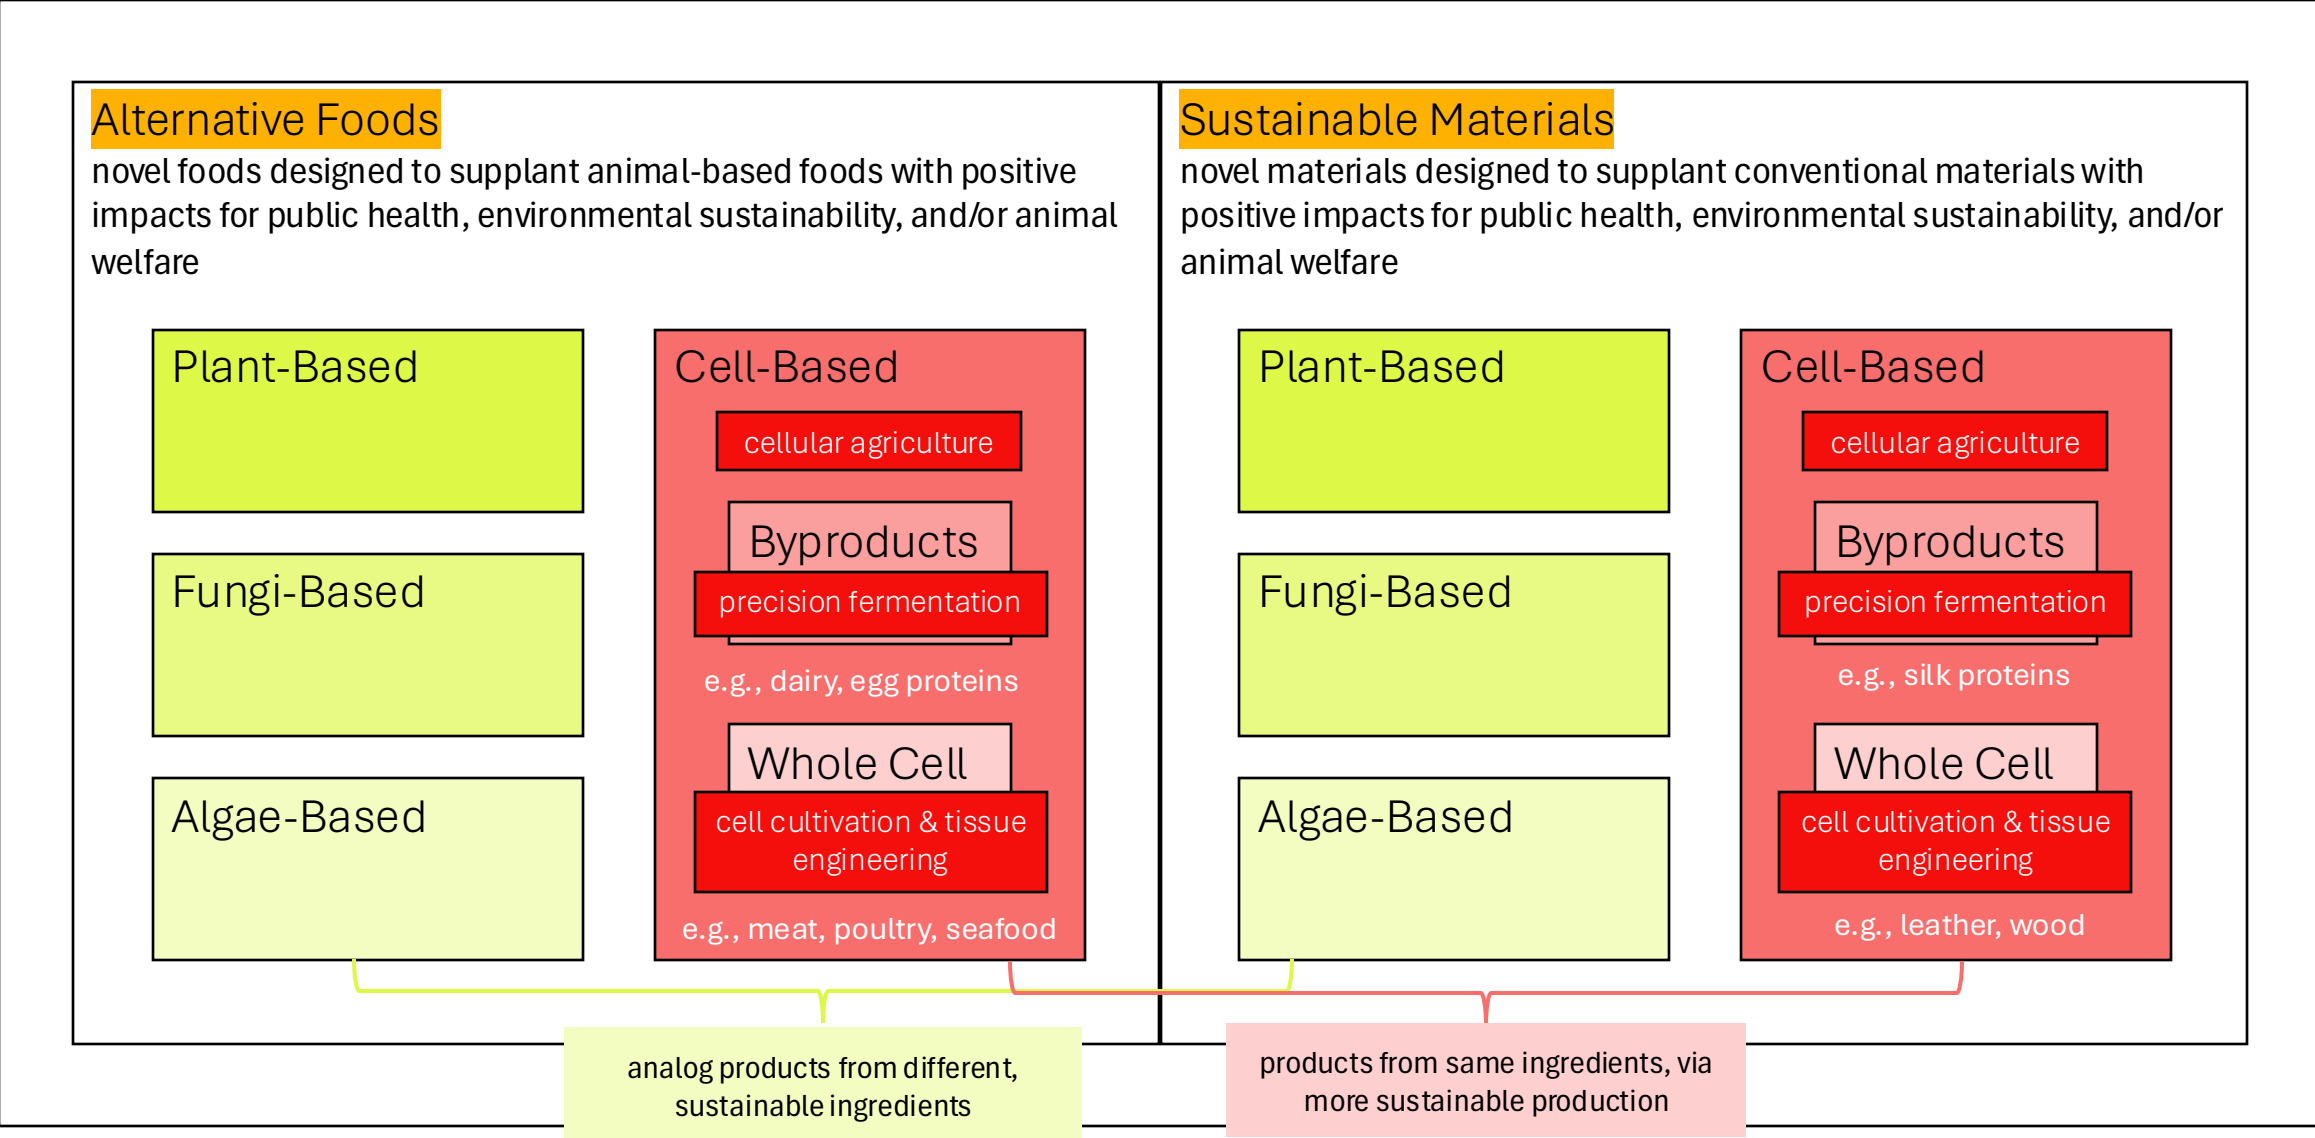 Alternative Foods
novel foods designed to supplant animal-based foods with positive
impacts for public health, environmental sustainability, and/or animal
welfare
Plant-Based
Fungi-Based
Algae-Based
Cell-Based
cellular agriculture
Byproducts
precision fermentation
e.g., dairy, egg proteins
Whole Cell
cell cultivation & tissue
engineering
e.g., meat, poultry, seafood
Sustainable Materials
novel materials designed to supplant conventional materials with
positive impacts for public health, environmental sustainability, and/or
animal welfare
Plant-Based
Fungi-Based
Algae-Based
Cell-Based
cellular agriculture
Byproducts
precision fermentation
e.g., silk proteins
Whole Cell
cell cultivation & tissue
engineering
e.g., leather, wood
analog products from different,
sustainable ingredients
products from same ingredients, via
more sustainable production